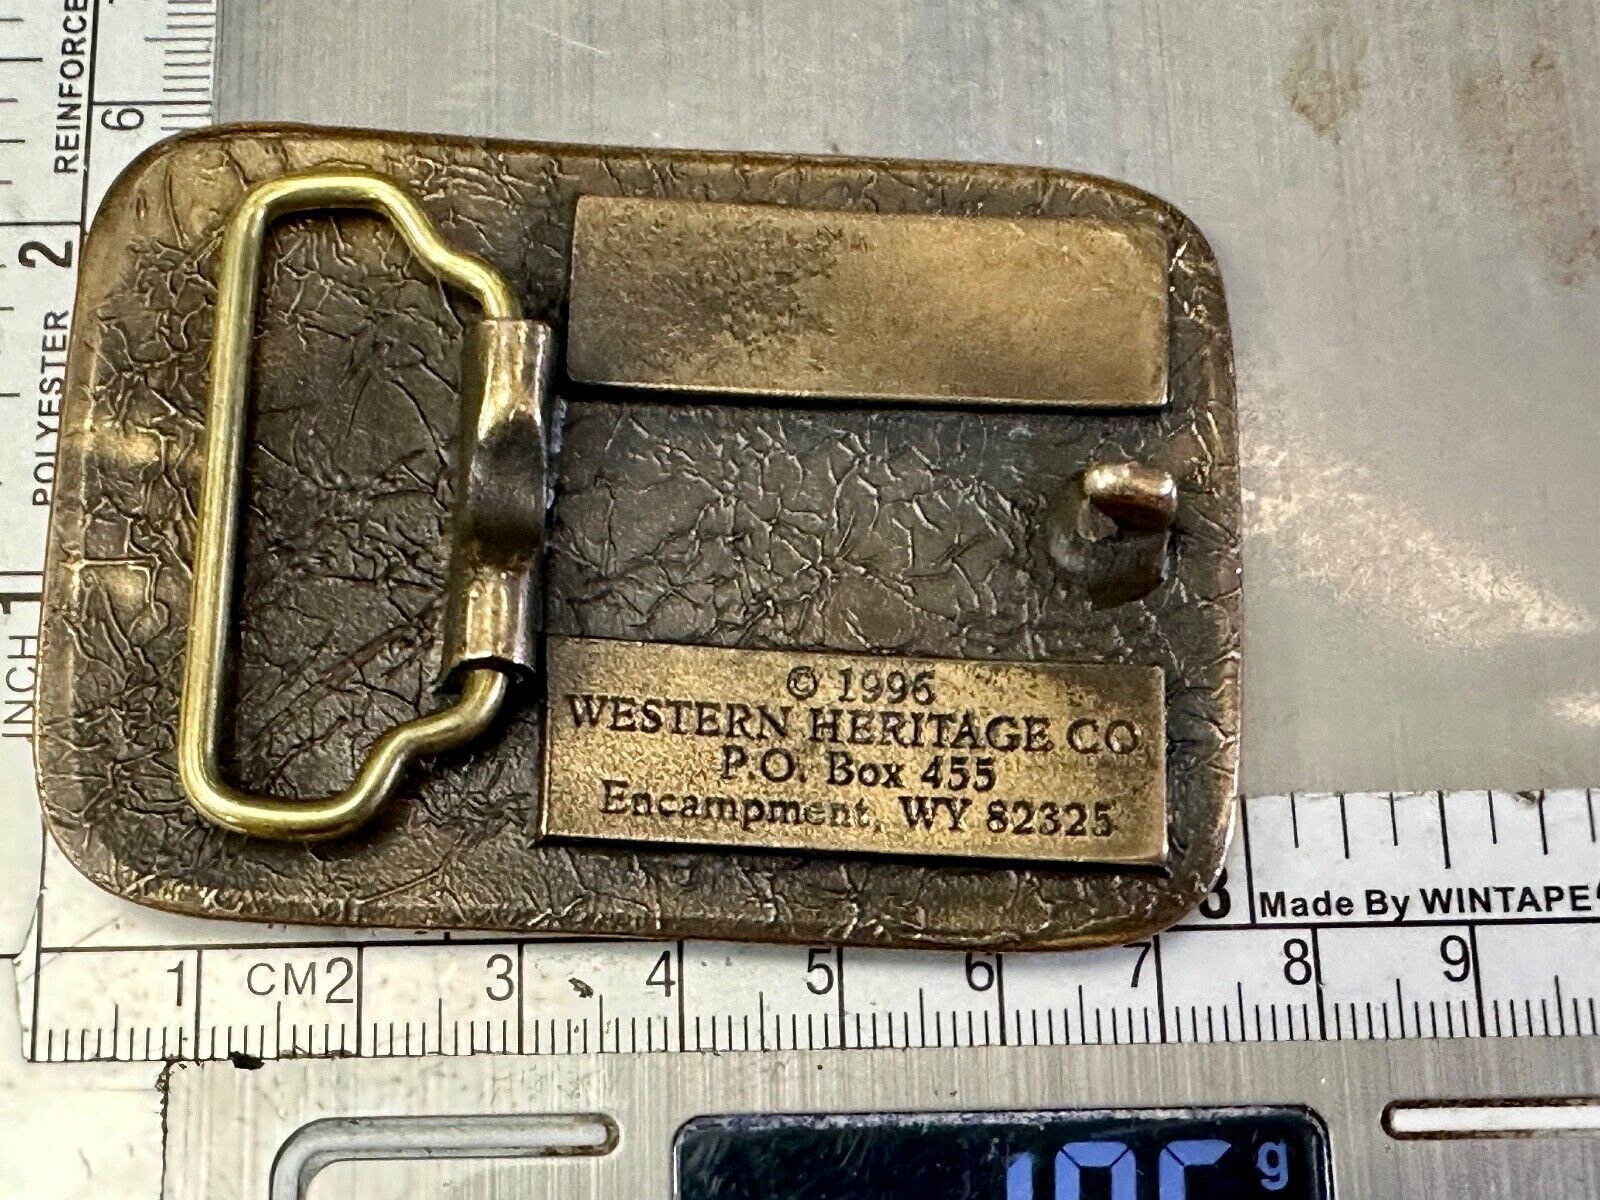 © 1996
WESTERN HERITAGE CO
P.O. Box 455
Encampment, WY 82325
REINFORCE
POLYESTER
INCH
1
2
6
3
Made By WINTAPE
1 CM 2 3 4 5 6 7 8 9
g